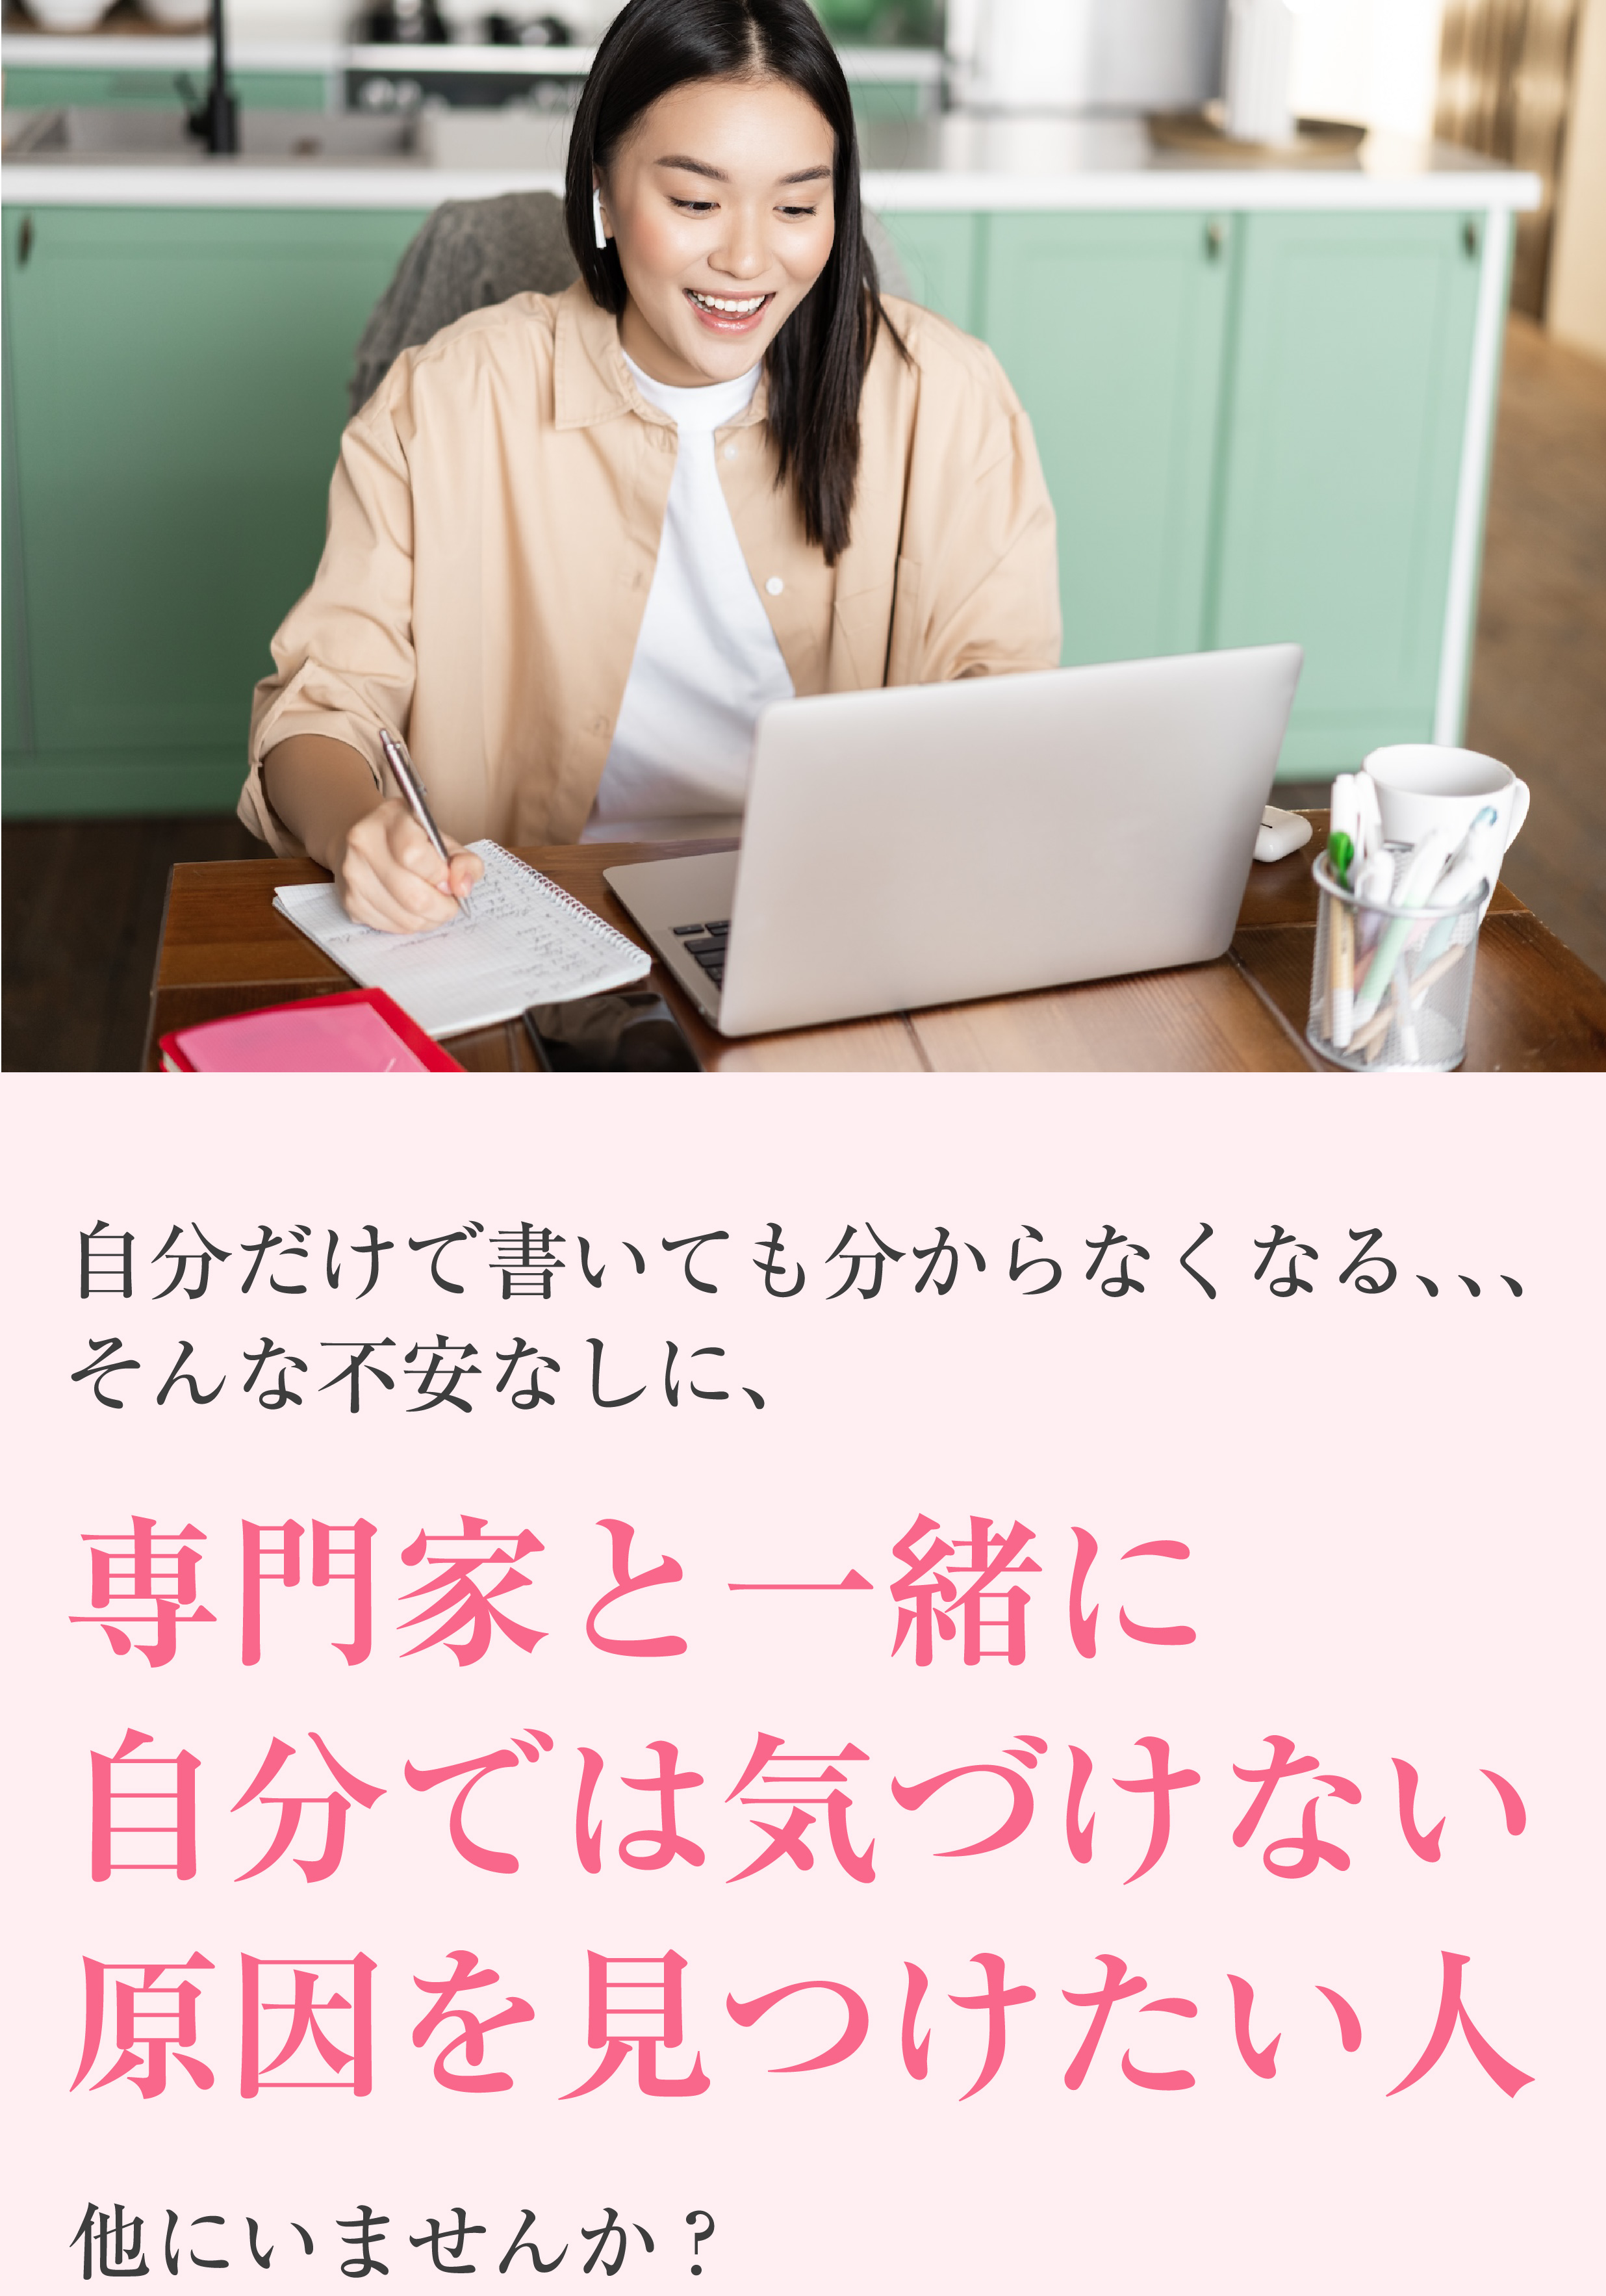 自分だけで書いても分からなくなる、、、
そんな不安なしに、
専門家と一緒に
自分では気づけない
原因を見つけたい人
他にいませんか？